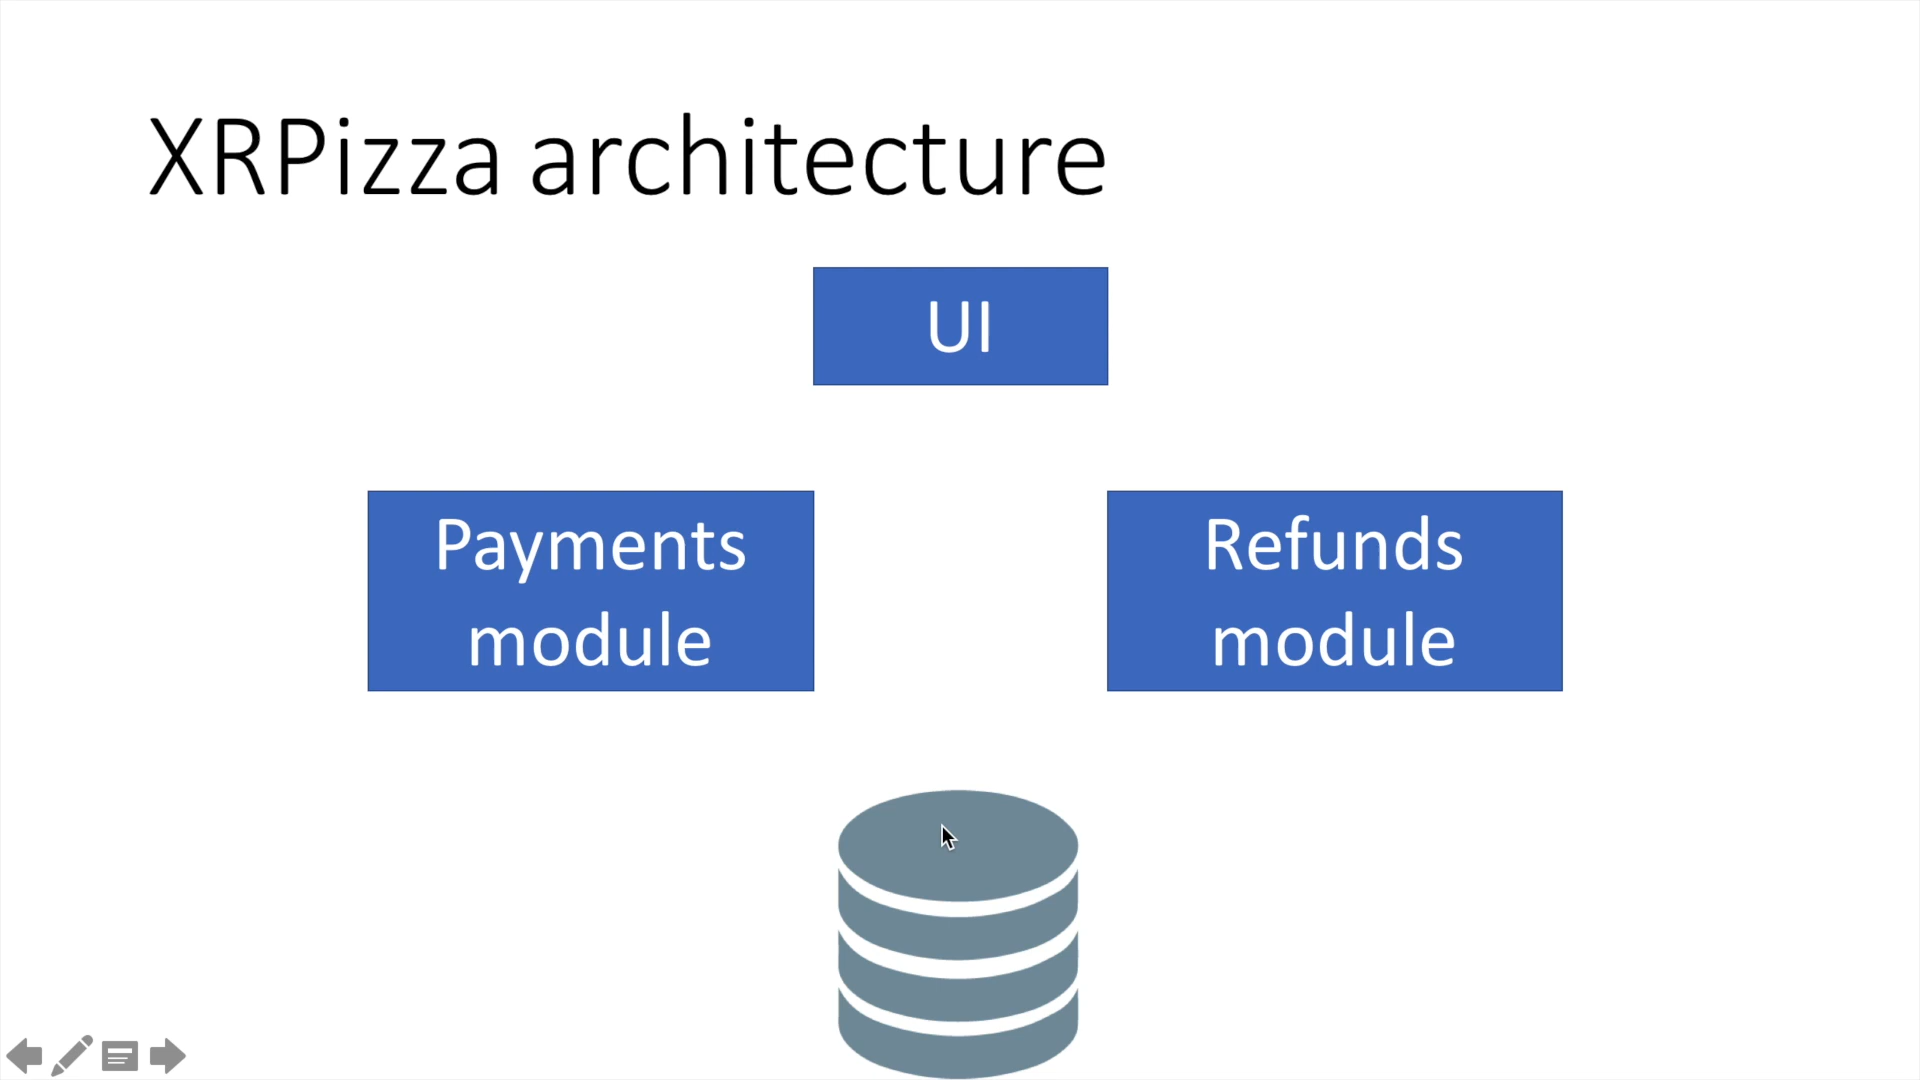 XRPizza architecture
UI
Payments
module
Refunds
module